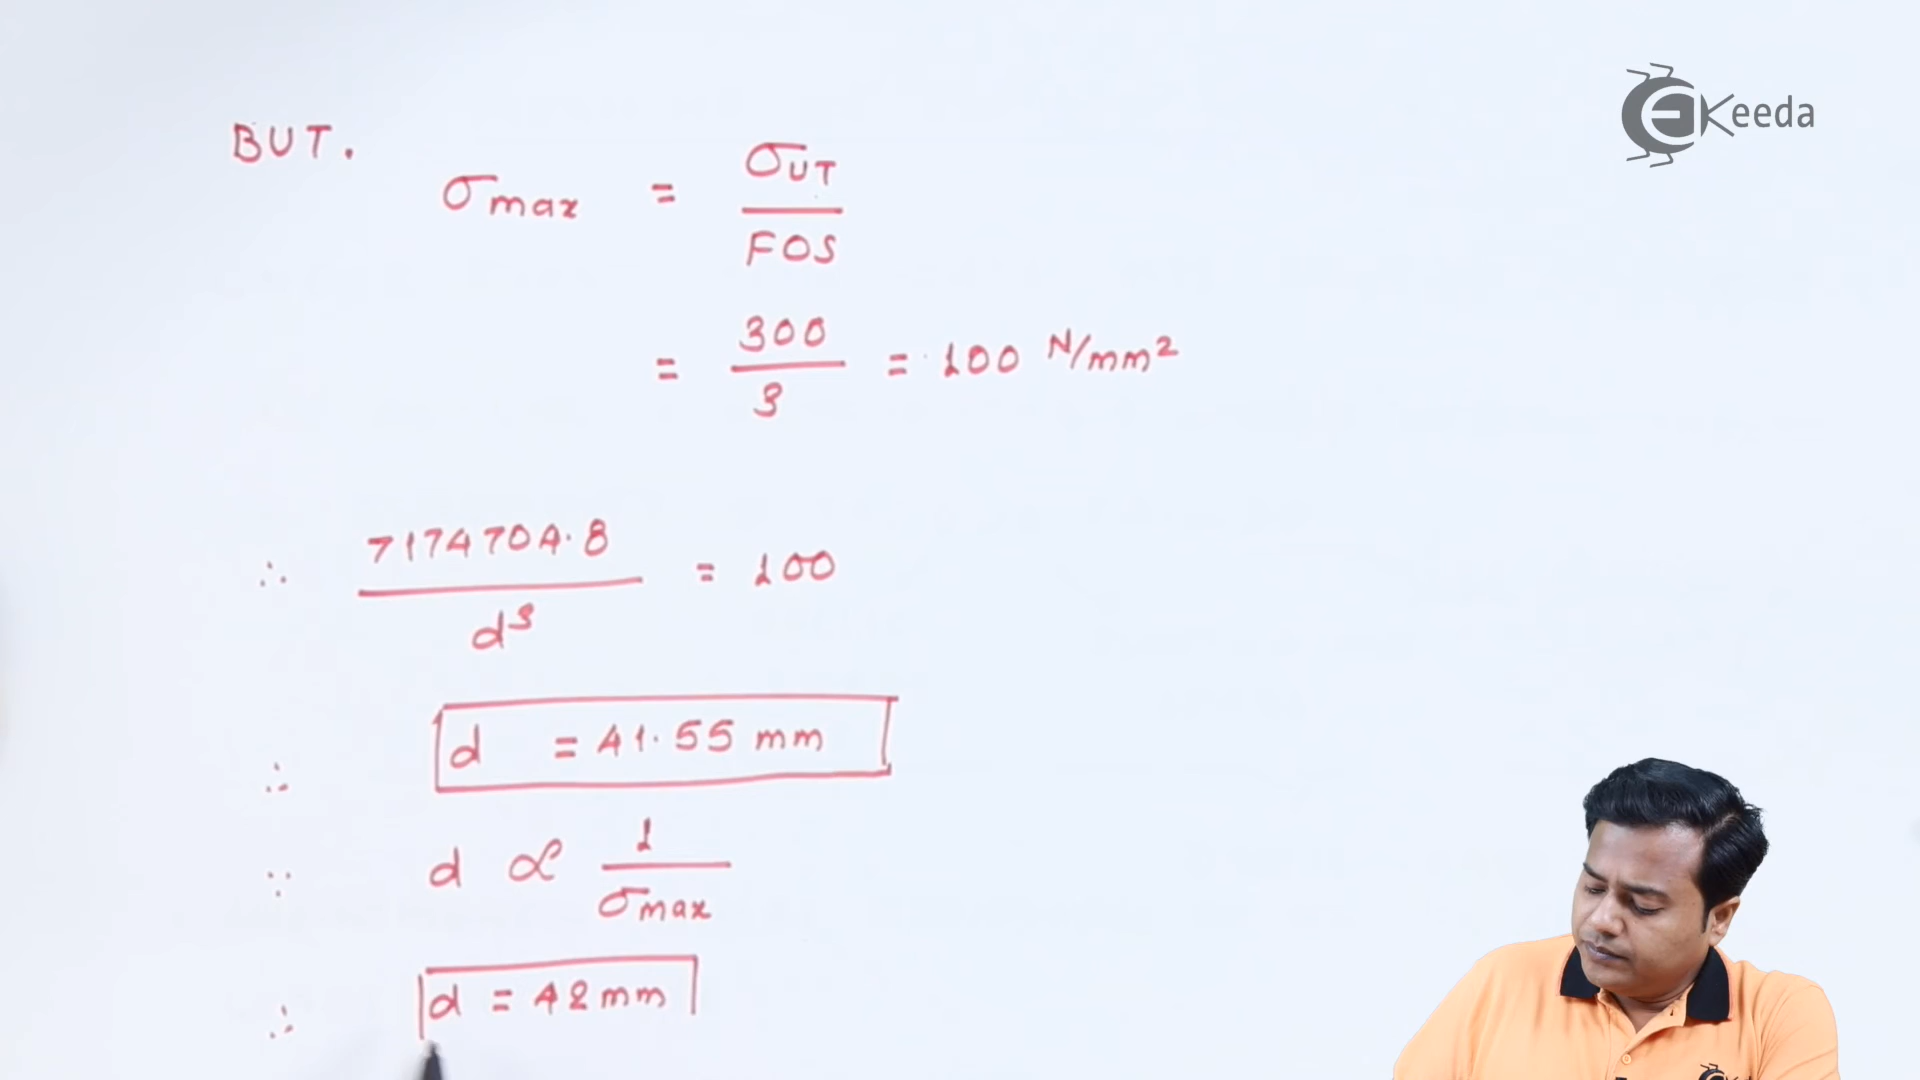 EKeeda
BUT.
σmax = σUT / FOS
= 300 / 3 = 100 N/mm²
∴ 7174704.8 / d³ = 100
∴ d = 41.55 mm
∵ d ∝ 1 / σmax
∴ d = 42 mm